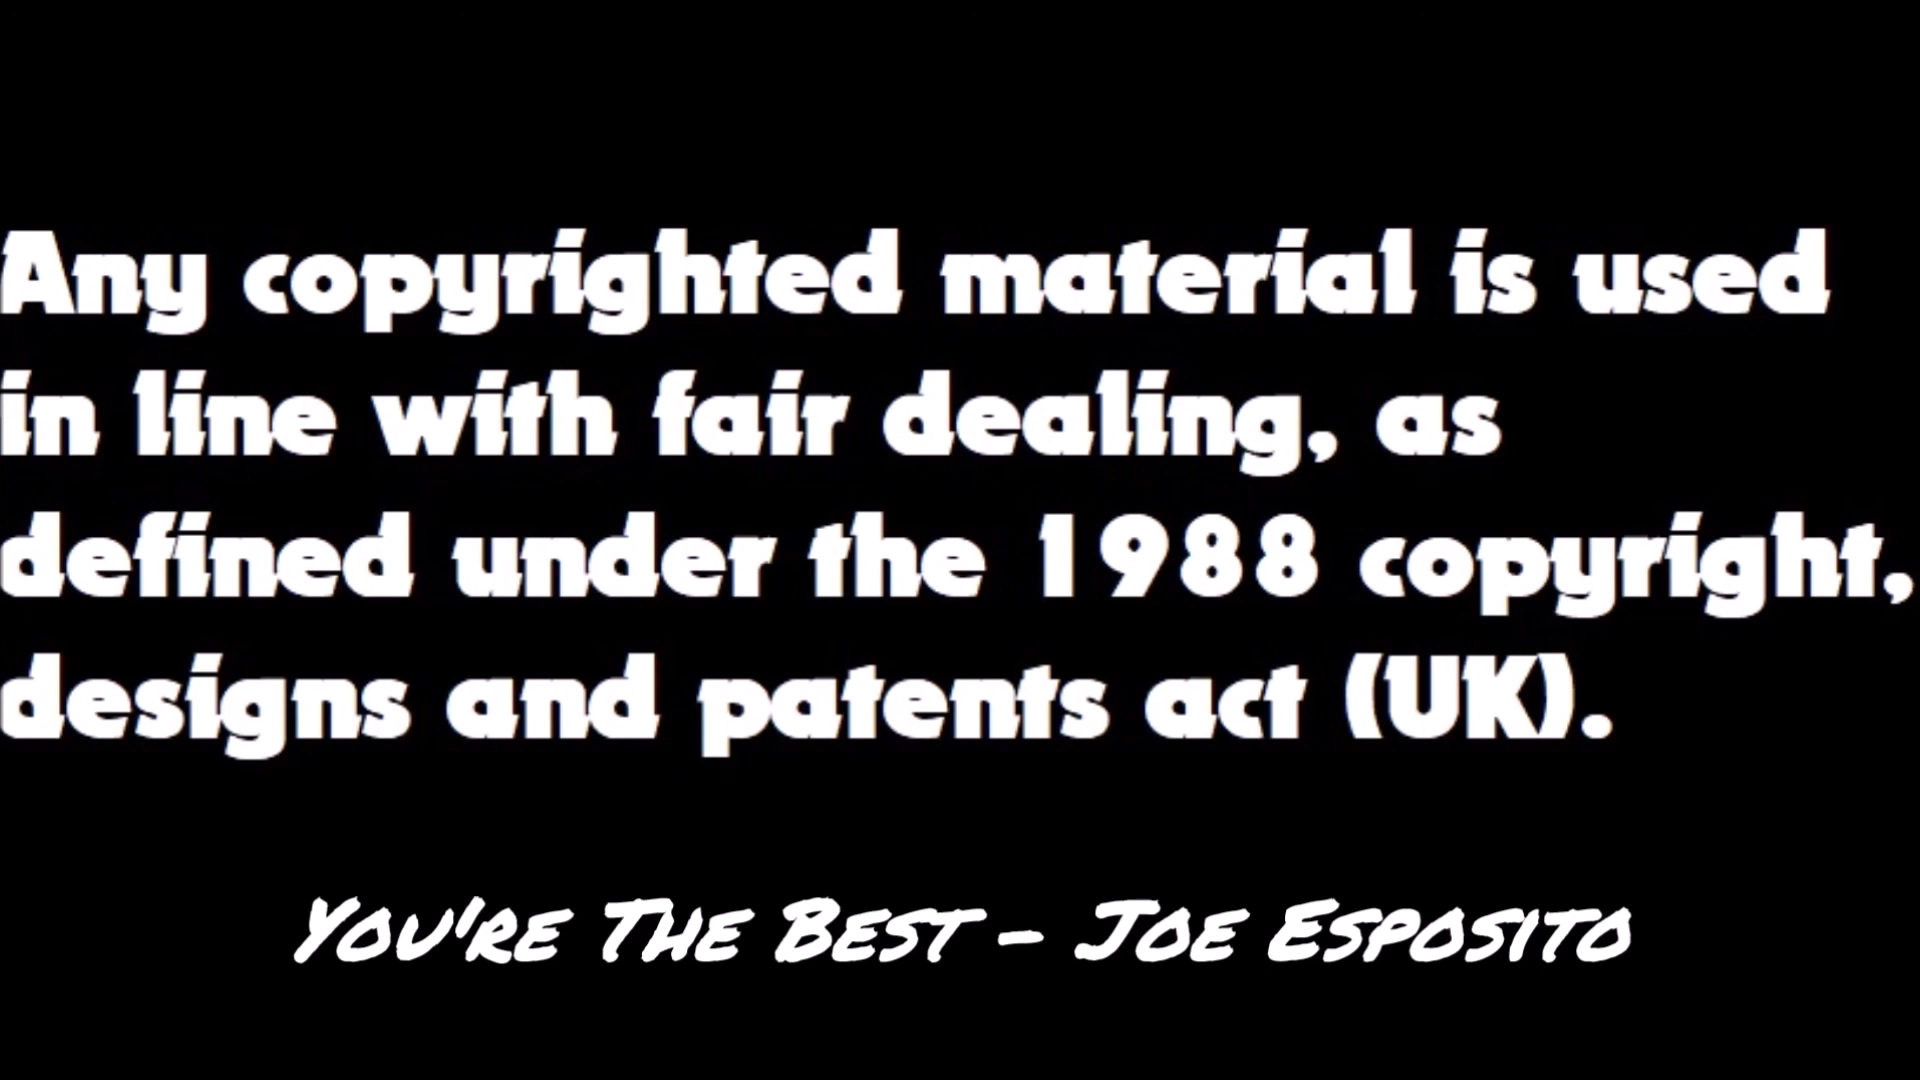 Any copyrighted material is used
in line with fair dealing, as
defined under the 1988 copyright,
designs and patents act (UK).
You're The Best - Joe Esposito